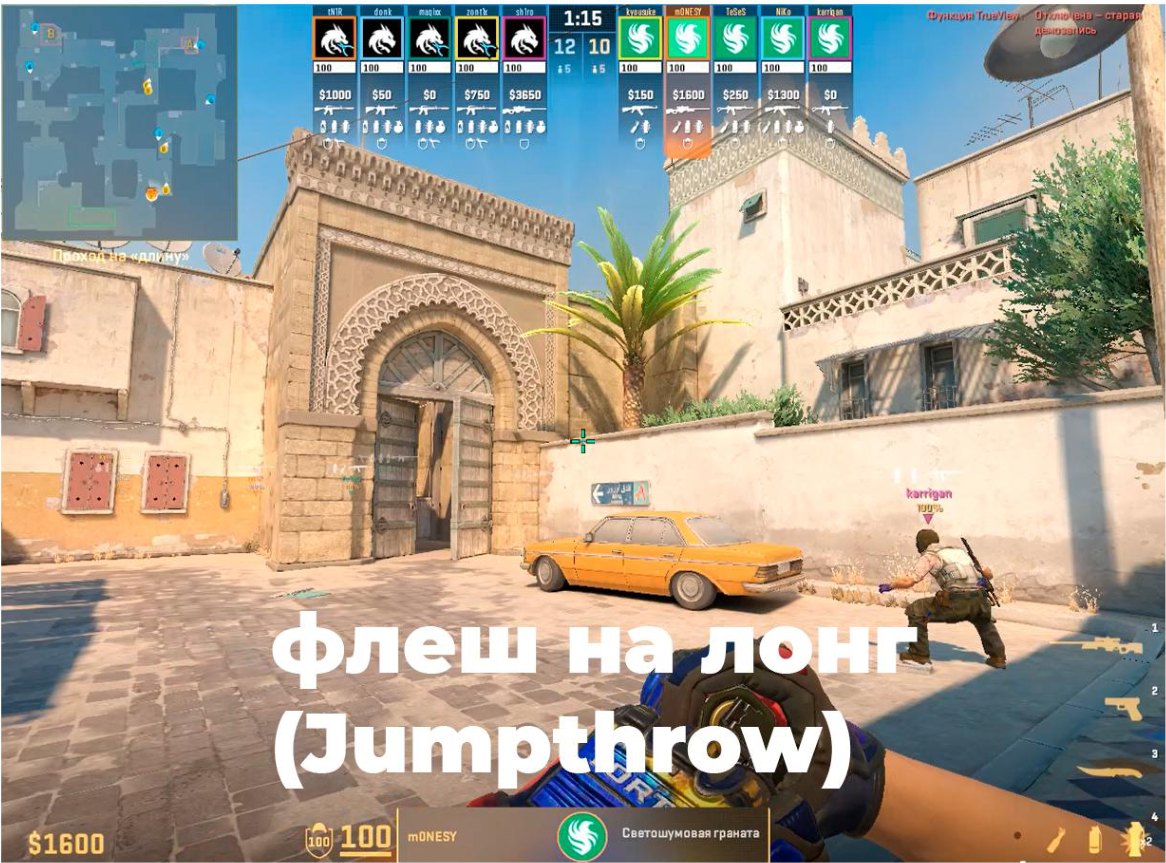 B
A
tN1R donk magixx zont1x sh1ro 1:15 kyousuke m0NESY TeSeS NiKo karrigan
12 10
5 5
100 100 100 100 100 100 100 100 100 100
$1000 $50 $0 $750 $3650 $150 $1600 $250 $1300 $0
Функция TrueView: Отключена — старая
демозапись
Проход на «длину»
karrigan
100%
флеш на лонг
(Jumpthrow)
1
2
3
4
x2
$1600
100 100 m0NESY Светошумовая граната